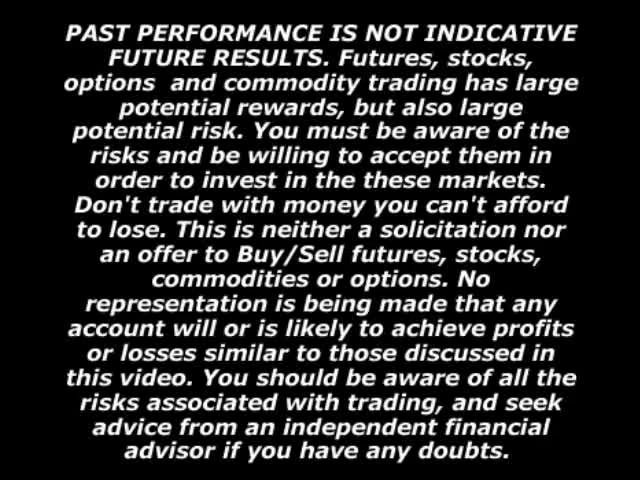 PAST PERFORMANCE IS NOT INDICATIVE
FUTURE RESULTS. Futures, stocks,
options and commodity trading has large
potential rewards, but also large
potential risk. You must be aware of the
risks and be willing to accept them in
order to invest in the these markets.
Don't trade with money you can't afford
to lose. This is neither a solicitation nor
an offer to Buy/Sell futures, stocks,
commodities or options. No
representation is being made that any
account will or is likely to achieve profits
or losses similar to those discussed in
this video. You should be aware of all the
risks associated with trading, and seek
advice from an independent financial
advisor if you have any doubts.